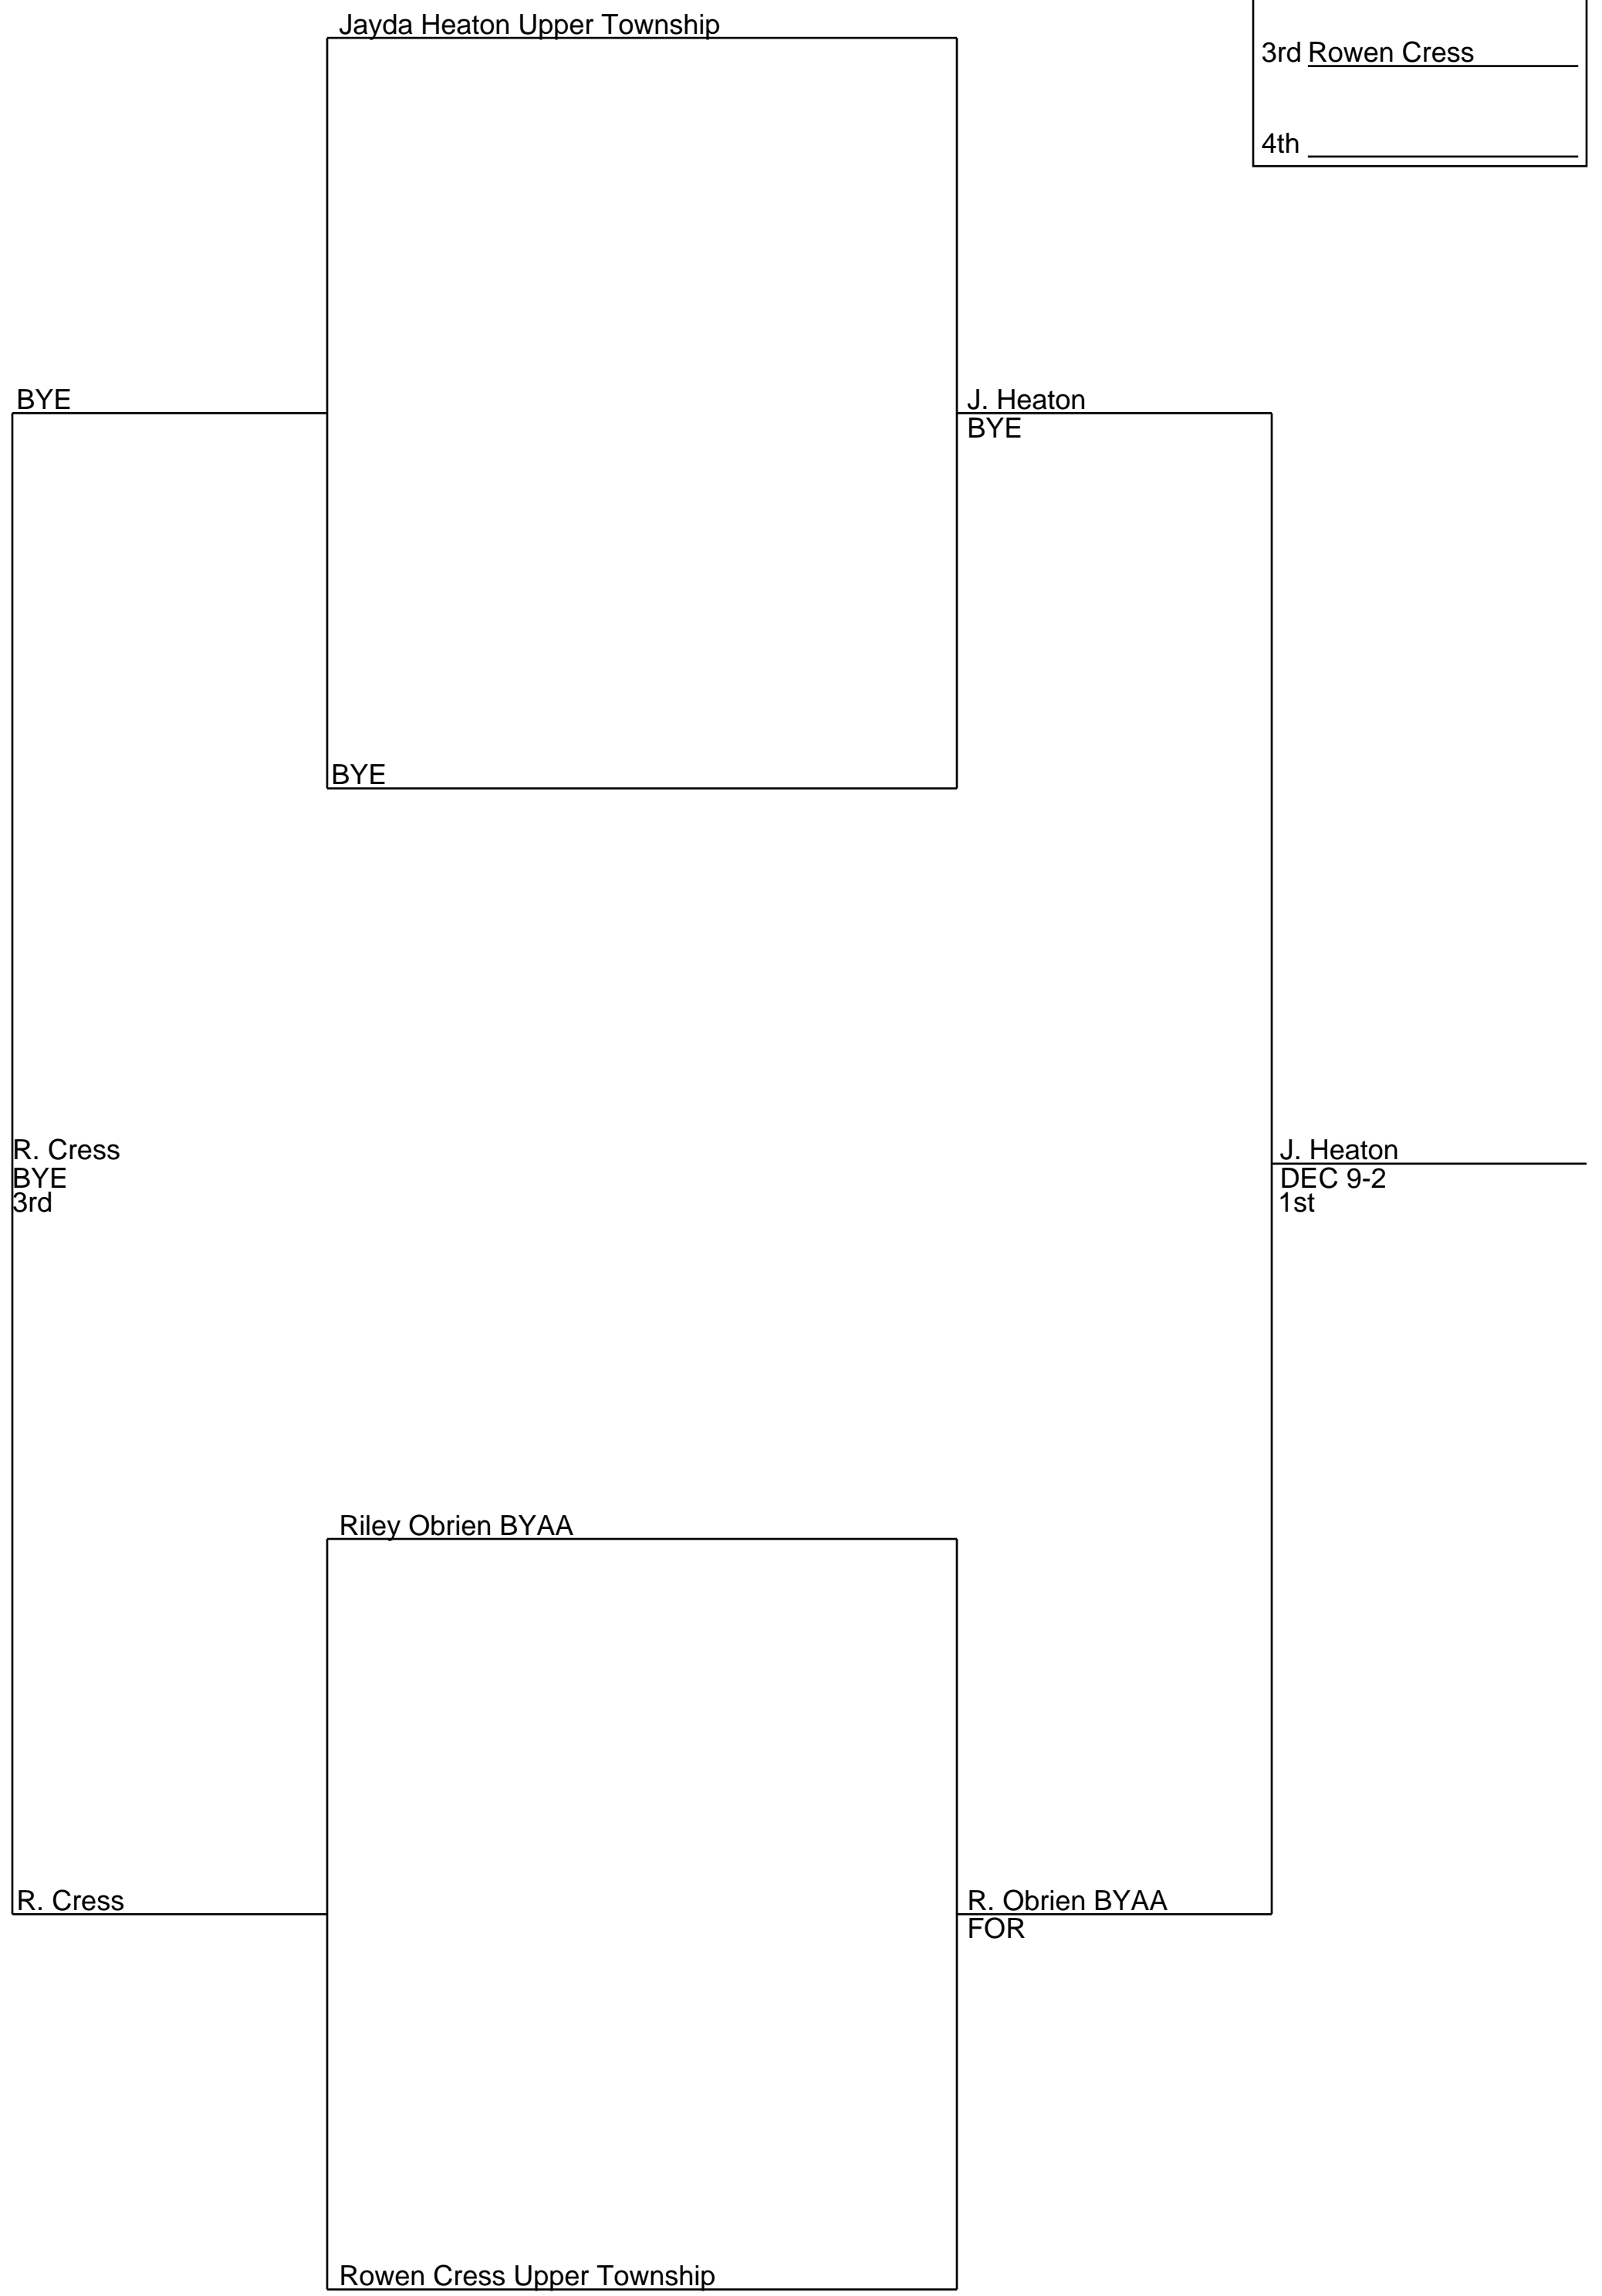 Jayda Heaton Upper Township
3rd Rowen Cress
4th
BYE
J. Heaton
BYE
BYE
R. Cress
BYE
3rd
J. Heaton
DEC 9-2
1st
Riley Obrien BYAA
R. Cress
R. Obrien BYAA
FOR
Rowen Cress Upper Township